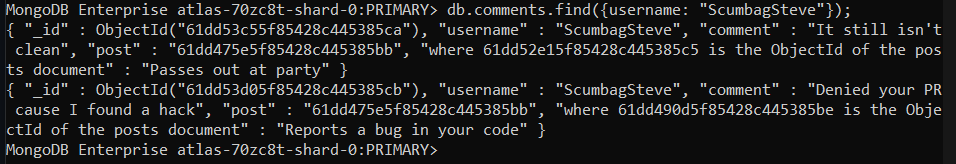 MongoDB Enterprise atlas-70zc8t-shard-0:PRIMARY> db.comments.find({username: "ScumbagSteve"});
{ "_id" : ObjectId("61dd53c55f85428c445385ca"), "username" : "ScumbagSteve", "comment" : "It still isn't
 clean", "post" : "61dd475e5f85428c445385bb", "where 61dd52e15f85428c445385c5 is the ObjectId of the pos
ts document" : "Passes out at party" }
{ "_id" : ObjectId("61dd53d05f85428c445385cb"), "username" : "ScumbagSteve", "comment" : "Denied your PR
 cause I found a hack", "post" : "61dd475e5f85428c445385bb", "where 61dd490d5f85428c445385be is the Obje
ctId of the posts document" : "Reports a bug in your code" }
MongoDB Enterprise atlas-70zc8t-shard-0:PRIMARY>